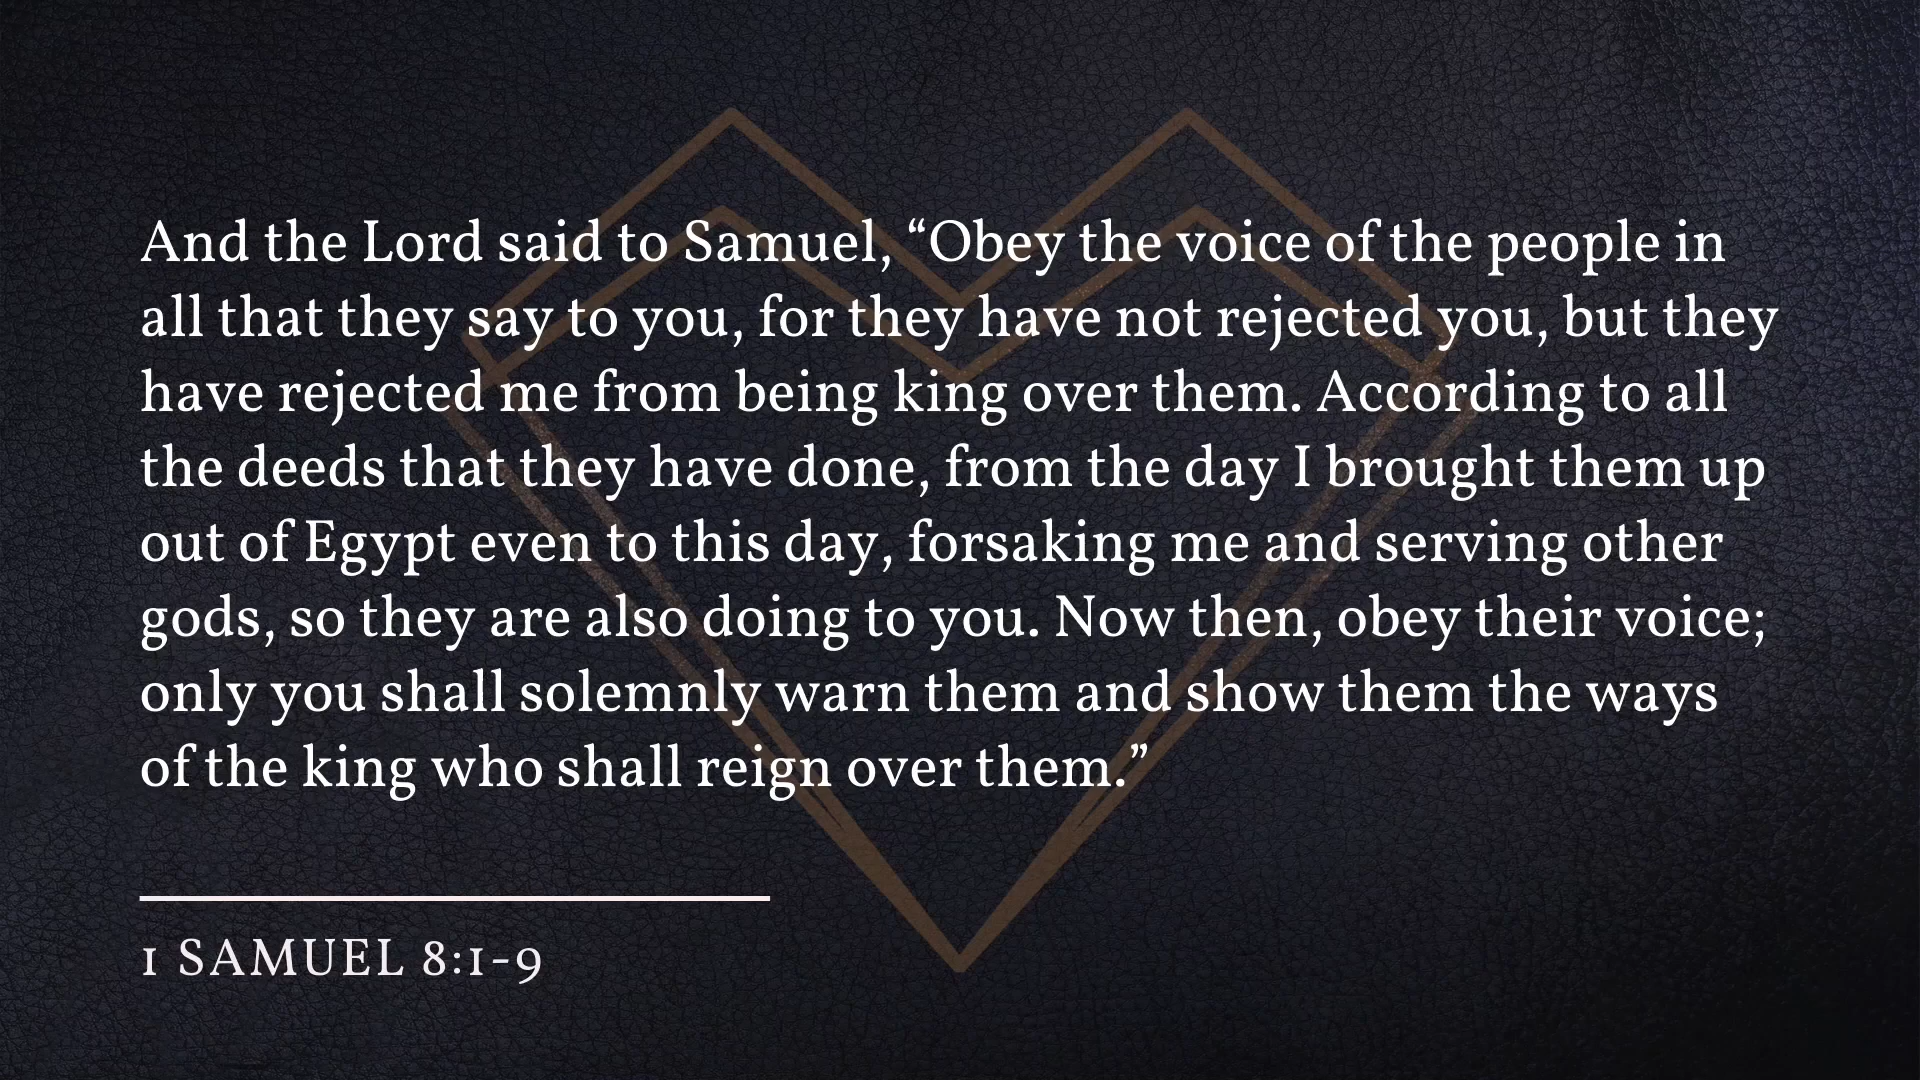 And the Lord said to Samuel, “Obey the voice of the people in
all that they say to you, for they have not rejected you, but they
have rejected me from being king over them. According to all
the deeds that they have done, from the day I brought them up
out of Egypt even to this day, forsaking me and serving other
gods, so they are also doing to you. Now then, obey their voice;
only you shall solemnly warn them and show them the ways
of the king who shall reign over them.”
1 SAMUEL 8:1-9